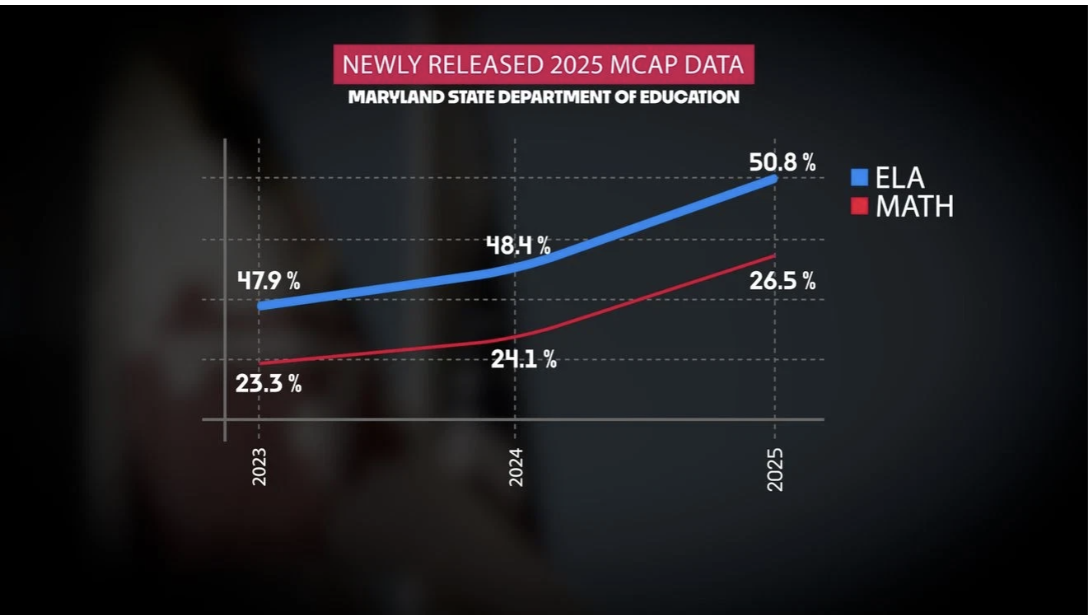 NEWLY RELEASED 2025 MCAP DATA
MARYLAND STATE DEPARTMENT OF EDUCATION
50.8 %
ELA
MATH
48.4 %
47.9 %
26.5 %
24.1 %
23.3 %
2023
2024
2025